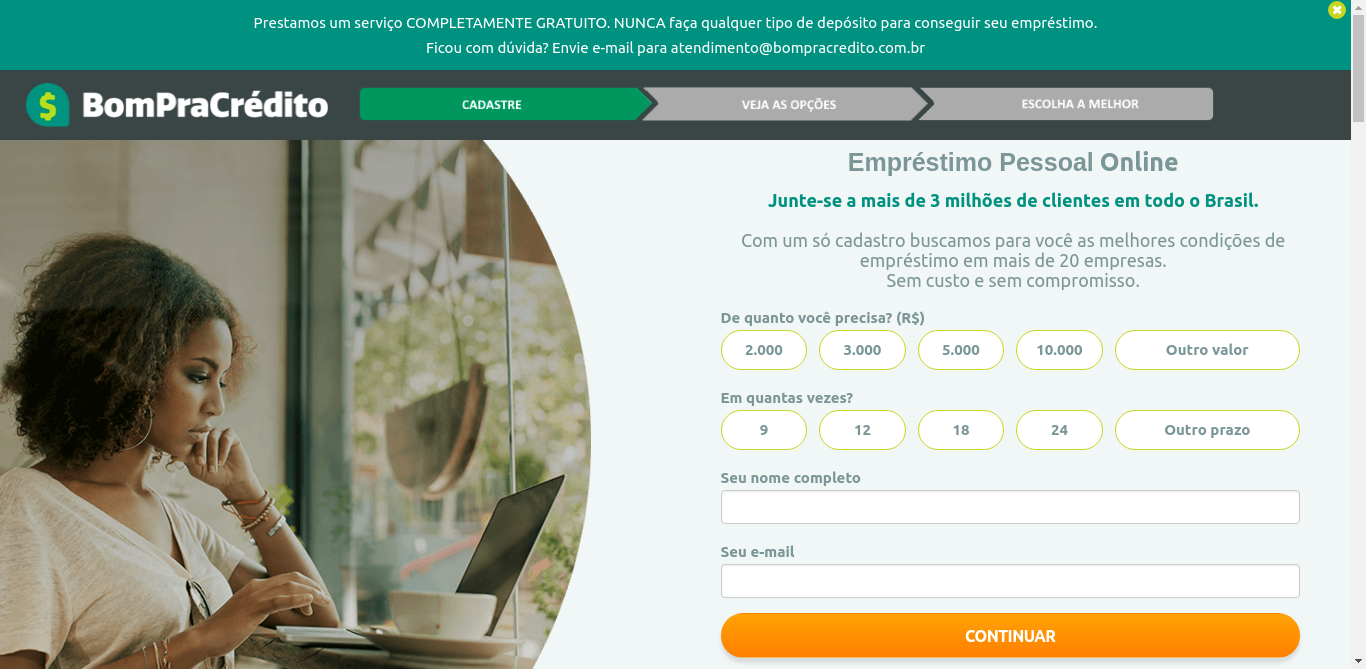 Prestamos um serviço COMPLETAMENTE GRATUITO. NUNCA faça qualquer tipo de depósito para conseguir seu empréstimo.
Ficou com dúvida? Envie e-mail para atendimento@bompracredito.com.br
$ BomPraCrédito
CADASTRE
VEJA AS OPÇÕES
ESCOLHA A MELHOR
Empréstimo Pessoal Online
Junte-se a mais de 3 milhões de clientes em todo o Brasil.
Com um só cadastro buscamos para você as melhores condições de
empréstimo em mais de 20 empresas.
Sem custo e sem compromisso.
De quanto você precisa? (R$)
2.000 3.000 5.000 10.000 Outro valor
Em quantas vezes?
9 12 18 24 Outro prazo
Seu nome completo
Seu e-mail
CONTINUAR